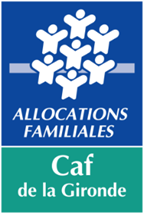 ALLOCATIONS
FAMILIALES
Caf
de la Gironde